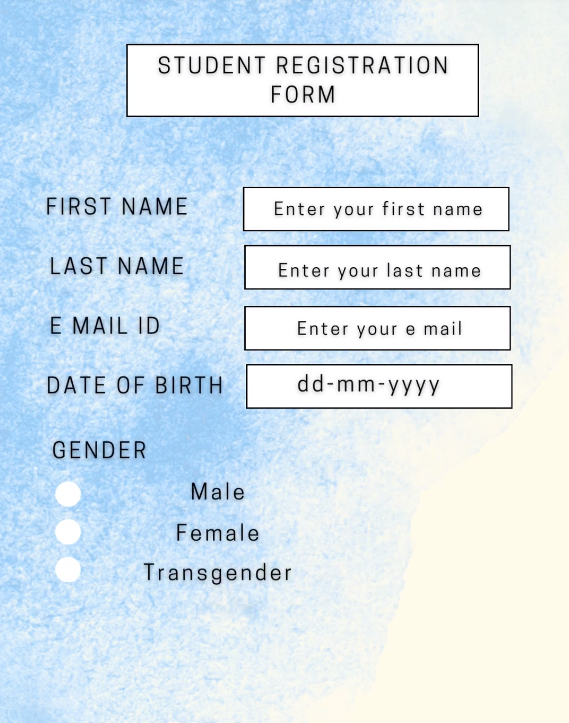 STUDENT REGISTRATION
FORM
FIRST NAME Enter your first name
LAST NAME Enter your last name
E MAIL ID Enter your e mail
DATE OF BIRTH dd-mm-yyyy
GENDER
Male
Female
Transgender